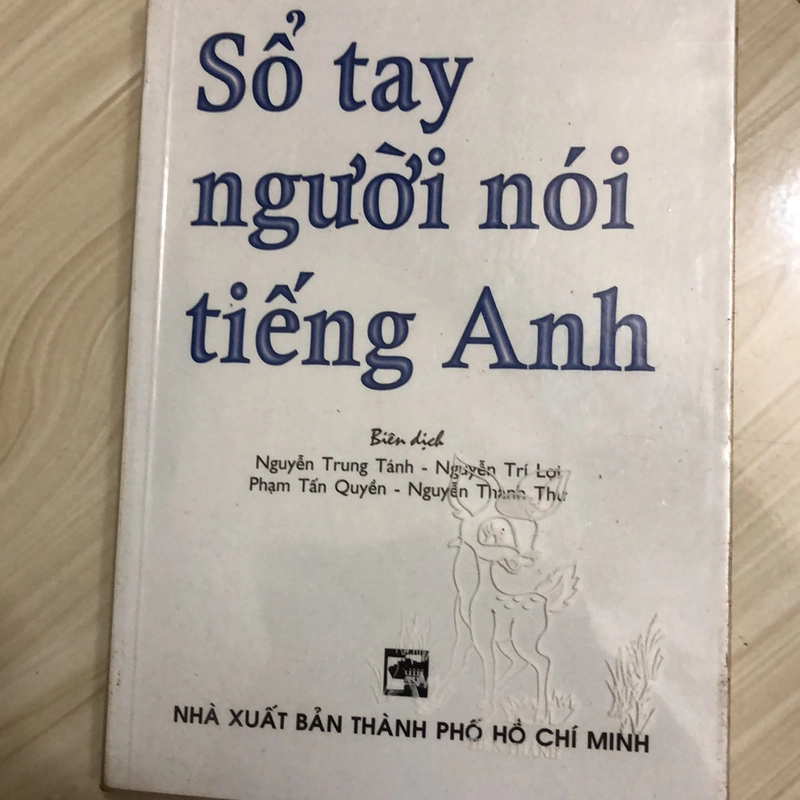 Sổ tay
người nói
tiếng Anh
Biên dịch
Nguyễn Trung Tánh - Nguyễn Trí Lợi
Phạm Tấn Quyền - Nguyễn Thanh Thư
NHÀ XUẤT BẢN THÀNH PHỐ HỒ CHÍ MINH